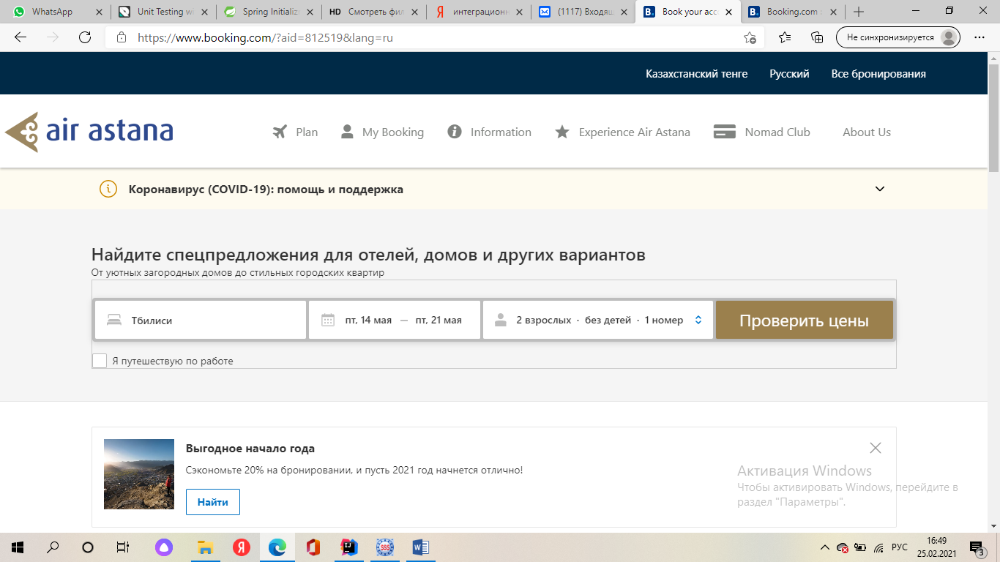 WhatsApp
Unit Testing w
Spring Initializ
HD Смотреть фил
Я интеграцион
(1117) Входящ
B. Book your acc
B. Booking.com
https://www.booking.com/?aid=812519&lang=ru
Не синхронизируется
Казахстанский тенге Русский Все бронирования
air astana
Plan My Booking Information Experience Air Astana Nomad Club About Us
Коронавирус (COVID-19): помощь и поддержка
Найдите спецпредложения для отелей, домов и других вариантов
От уютных загородных домов до стильных городских квартир
Тбилиси пт, 14 мая — пт, 21 мая 2 взрослых · без детей · 1 номер Проверить цены
Я путешествую по работе
Выгодное начало года
Сэкономьте 20% на бронировании, и пусть 2021 год начнется отлично!
Найти
Активация Windows
Чтобы активировать Windows, перейдите в
раздел "Параметры".
Я
SSS
РУС
16:49
25.02.2021
3